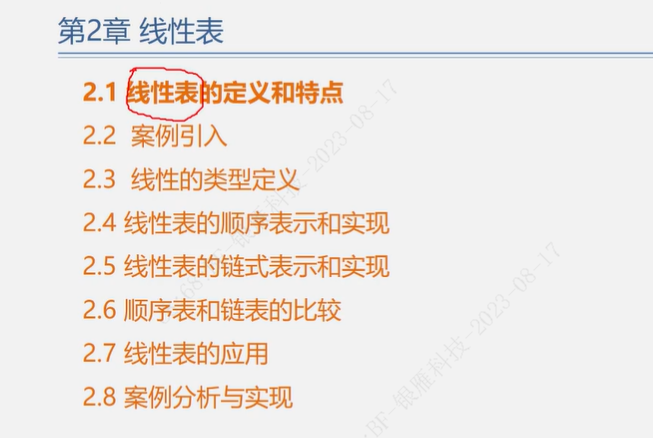 第2章 线性表
2.1 线性表的定义和特点
2.2 案例引入
2.3 线性的类型定义
2.4 线性表的顺序表示和实现
2.5 线性表的链式表示和实现
2.6 顺序表和链表的比较
2.7 线性表的应用
2.8 案例分析与实现
银雁科技-2023-08-17
BF-银雁科技-2023-08-17